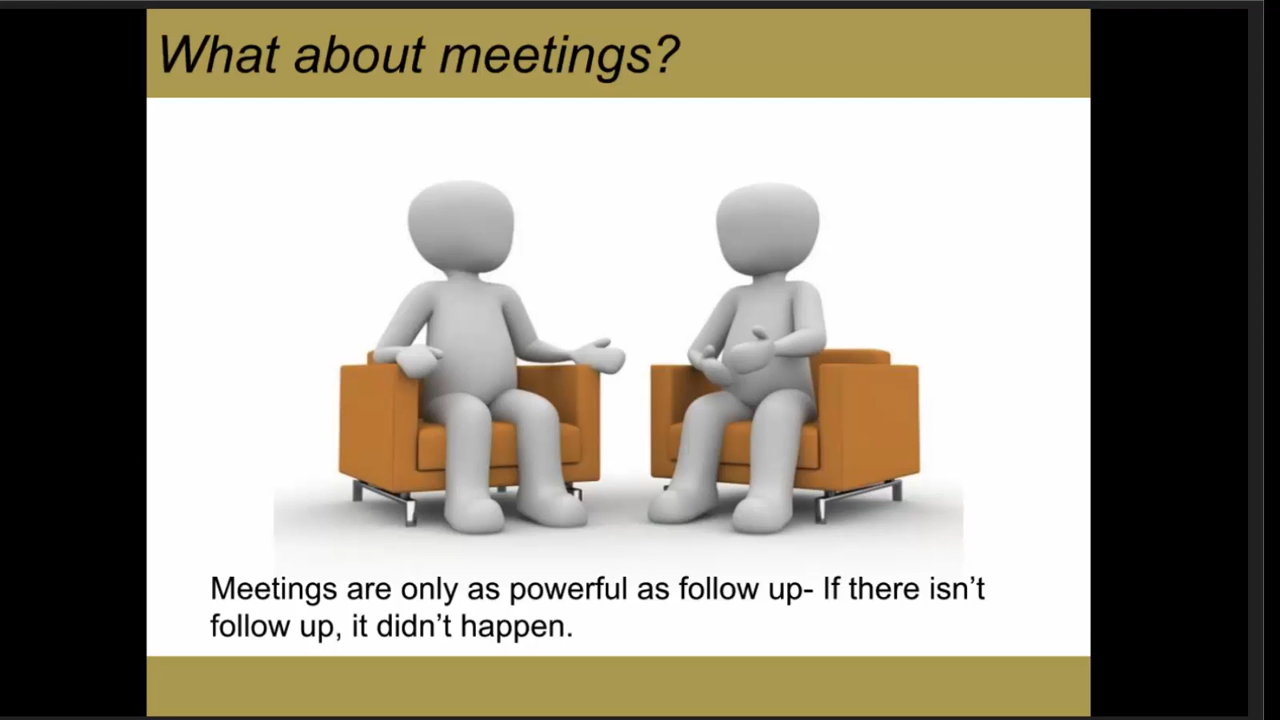 What about meetings?
Meetings are only as powerful as follow up- If there isn’t
follow up, it didn’t happen.